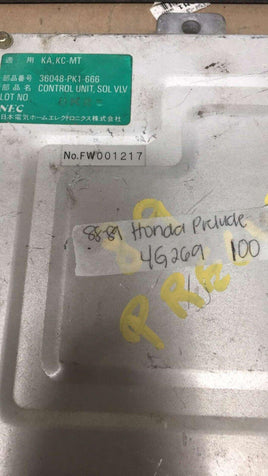 適 用 KA,KC-MT
部品番号 36048-PK1-666
部品名 CONTROL UNIT, SOL VLV
LOT NO
NEC
日本電気ホームエレクトロニクス株式会社
No.FW001217
88-89 Honda Prelude
4G269 100
89
PRE